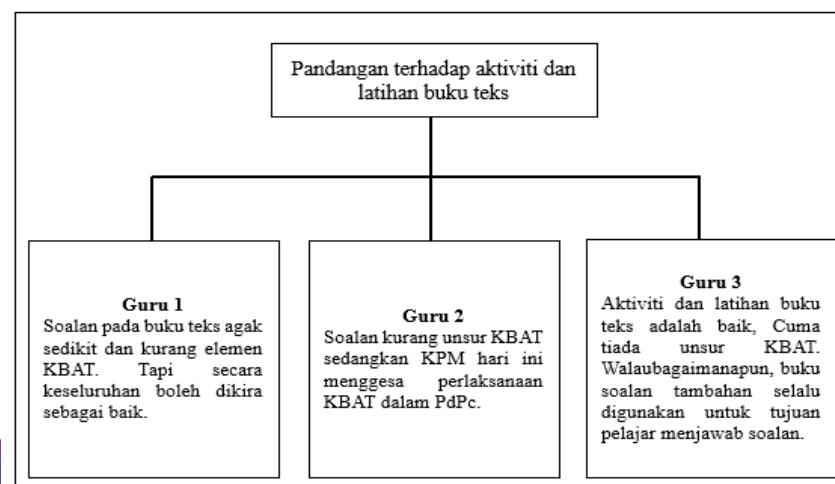 Pandangan terhadap aktiviti dan
latihan buku teks
Guru 1
Soalan pada buku teks agak
sedikit dan kurang elemen
KBAT. Tapi secara
keseluruhan boleh dikira
sebagai baik.
Guru 2
Soalan kurang unsur KBAT
sedangkan KPM hari ini
menggesa perlaksanaan
KBAT dalam PdPc.
Guru 3
Aktiviti dan latihan buku
teks adalah baik, Cuma
tiada unsur KBAT.
Walaubagaimanapun, buku
soalan tambahan selalu
digunakan untuk tujuan
pelajar menjawab soalan.